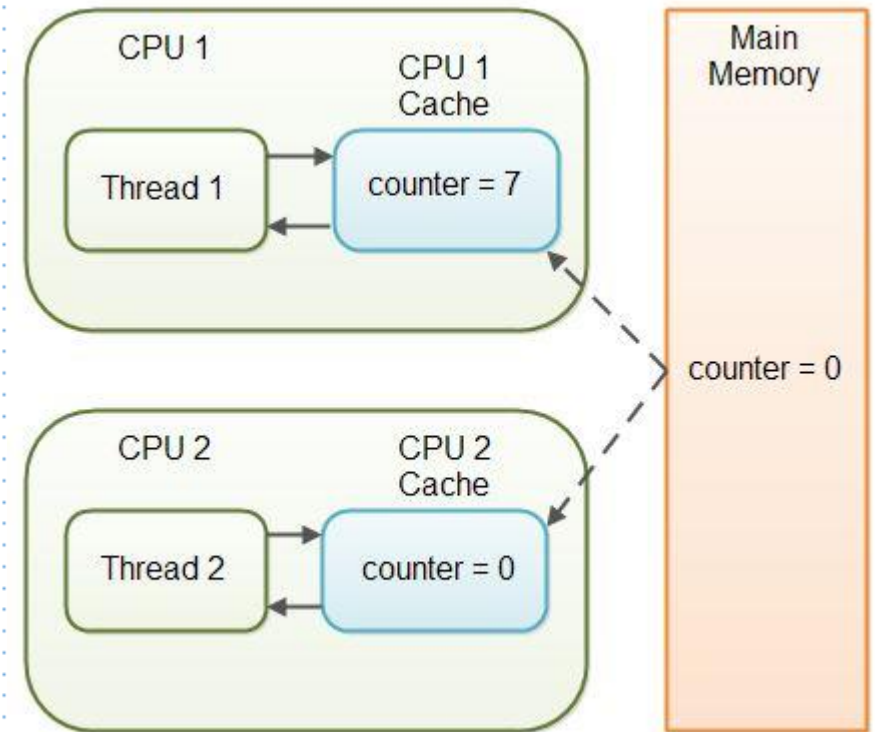 CPU 1
CPU 1
Cache
Thread 1
counter = 7
Main
Memory
counter = 0
CPU 2
CPU 2
Cache
Thread 2
counter = 0